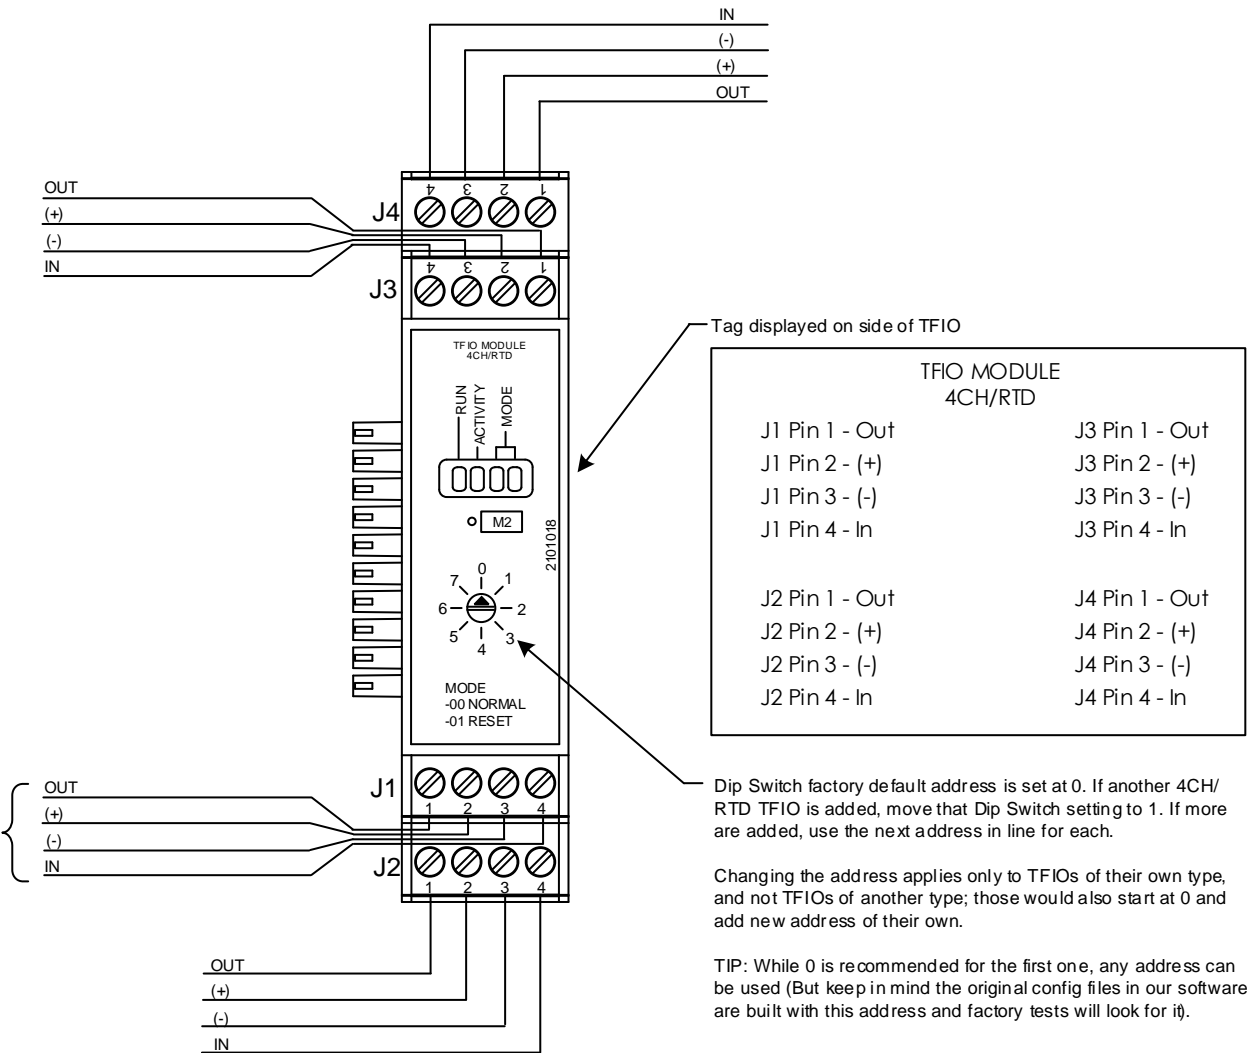 IN
(-)
(+)
OUT
OUT
(+)
(-)
IN
4 3 2 1
J4
4 3 2 1
J3
TFIO MODULE
4CH/RTD
RUN
ACTIVITY
MODE
M2
2101018
0
1
2
3
4
5
6
7
MODE
-00 NORMAL
-01 RESET
J1
1 2 3 4
J2
1 2 3 4
OUT
(+)
(-)
IN
OUT
(+)
(-)
IN
Tag displayed on side of TFIO
TFIO MODULE
4CH/RTD
J1 Pin 1 - Out
J1 Pin 2 - (+)
J1 Pin 3 - (-)
J1 Pin 4 - In
J3 Pin 1 - Out
J3 Pin 2 - (+)
J3 Pin 3 - (-)
J3 Pin 4 - In
J2 Pin 1 - Out
J2 Pin 2 - (+)
J2 Pin 3 - (-)
J2 Pin 4 - In
J4 Pin 1 - Out
J4 Pin 2 - (+)
J4 Pin 3 - (-)
J4 Pin 4 - In
Dip Switch factory default address is set at 0. If another 4CH/
RTD TFIO is added, move that Dip Switch setting to 1. If more
are added, use the next address in line for each.
Changing the address applies only to TFIOs of their own type,
and not TFIOs of another type; those would also start at 0 and
add new address of their own.
TIP: While 0 is recommended for the first one, any address can
be used (But keep in mind the original config files in our software
are built with this address and factory tests will look for it).